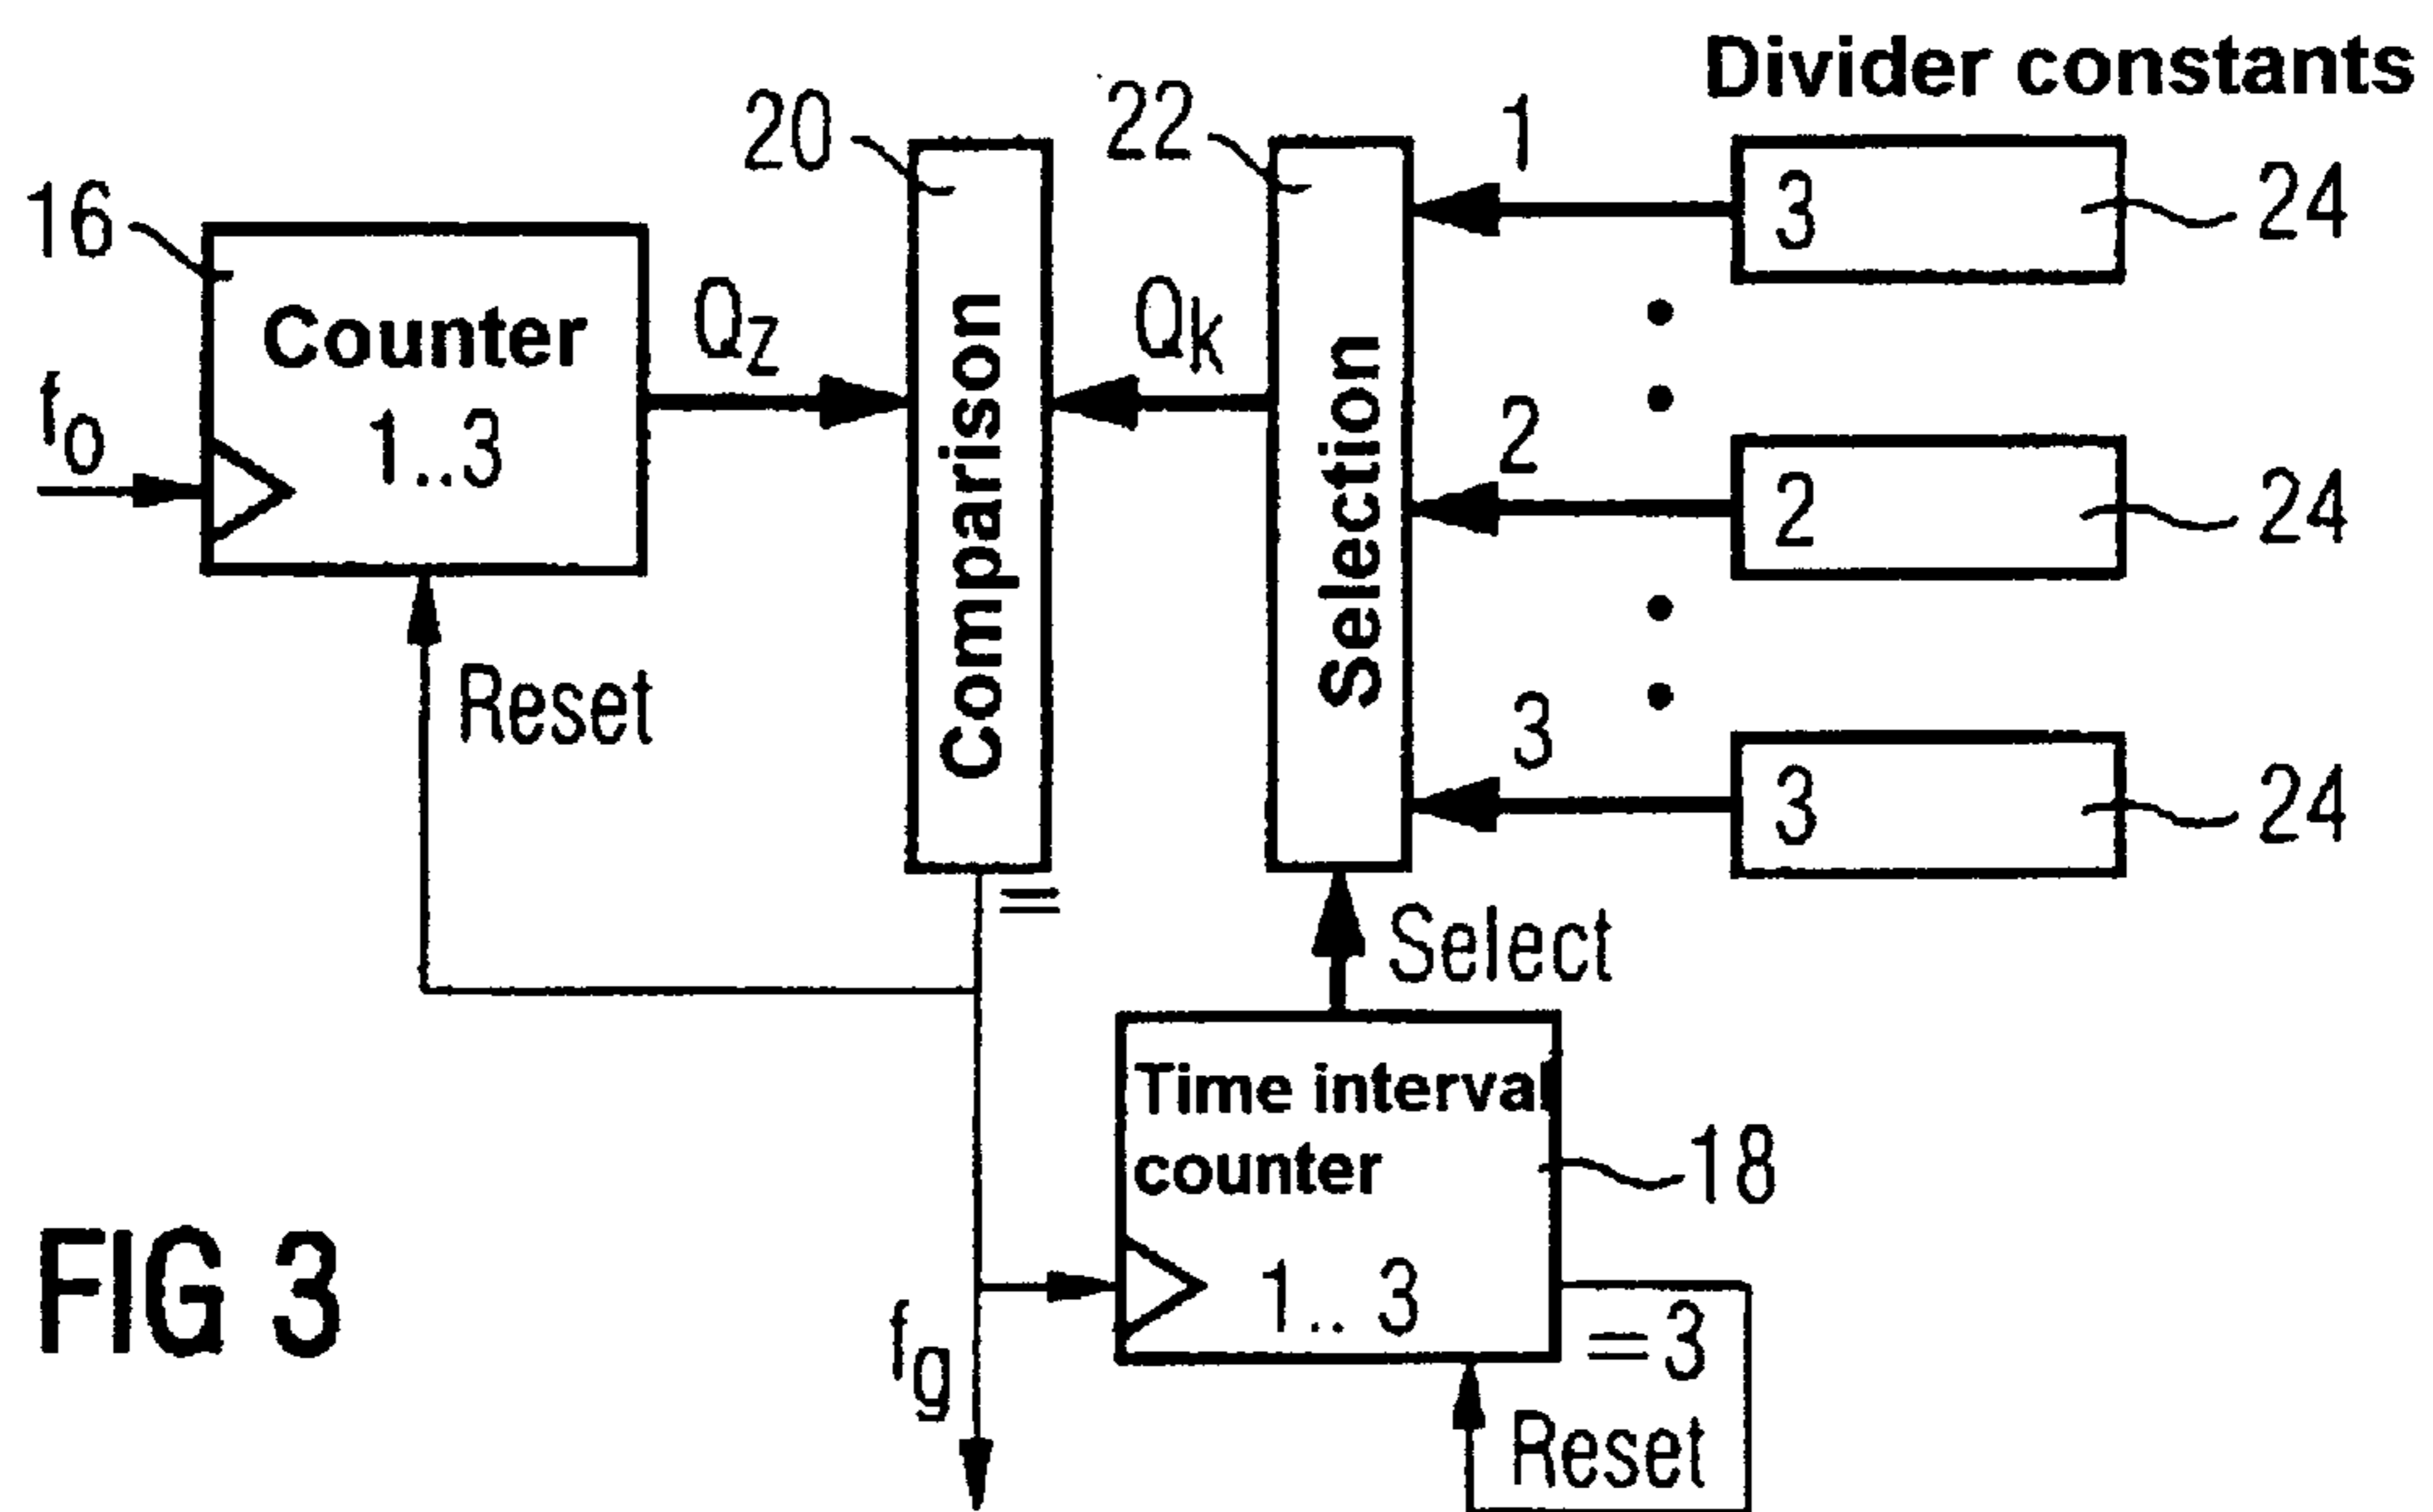 Divider constants
20
22
1
3
24
16
Counter
1..3
fo
Qz
Comparison
Qk
Selection
2
2
24
Reset
3
3
24
=
Select
Time interval
counter
1.. 3
18
=3
Reset
fg
FIG 3